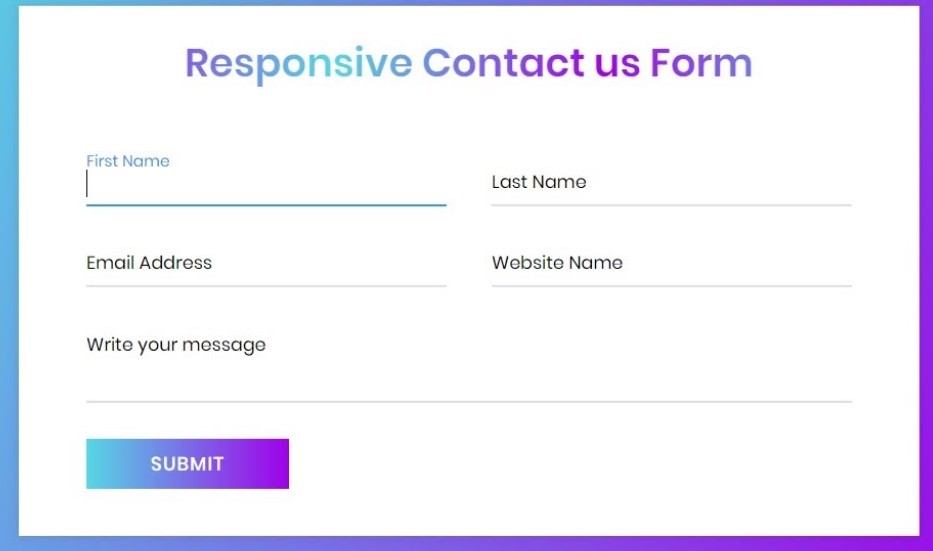 Responsive Contact us Form
First Name
Last Name
Email Address
Website Name
Write your message
SUBMIT